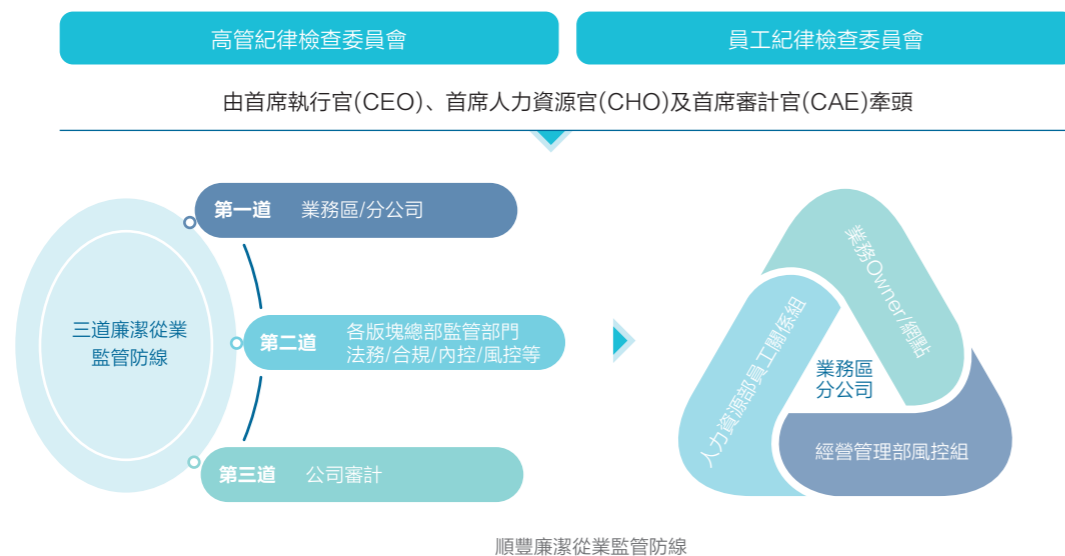 高管紀律檢查委員會
員工紀律檢查委員會
由首席執行官(CEO)、首席人力資源官(CHO)及首席審計官(CAE)牽頭
三道廉潔從業
監管防線
第一道 業務區/分公司
第二道 各版塊總部監管部門
法務/合規/內控/風控等
第三道 公司審計
人力資源部員工關係組
業務Owner/網點
業務區
分公司
經營管理部風控組
順豐廉潔從業監管防線